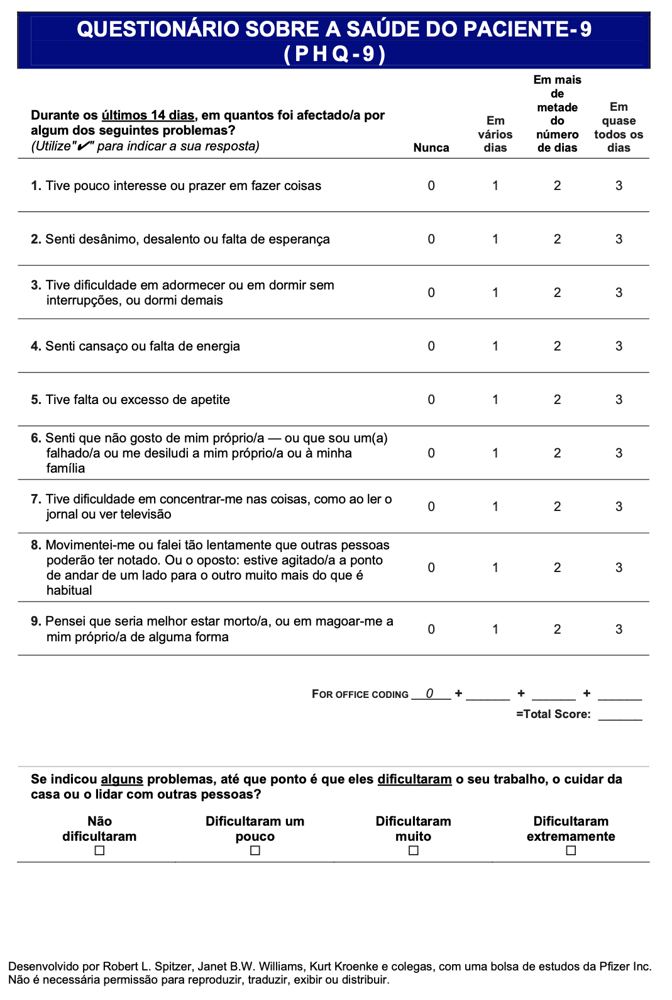 QUESTIONÁRIO SOBRE A SAÚDE DO PACIENTE-9
(PHQ-9)
Durante os últimos 14 dias, em quantos foi afectado/a por
algum dos seguintes problemas?
(Utilize"✔" para indicar a sua resposta)
Nunca
Em
vários
dias
Em mais
de
metade
do
número
de dias
Em
quase
todos os
dias
1. Tive pouco interesse ou prazer em fazer coisas 0 1 2 3
2. Senti desânimo, desalento ou falta de esperança 0 1 2 3
3. Tive dificuldade em adormecer ou em dormir sem
interrupções, ou dormi demais 0 1 2 3
4. Senti cansaço ou falta de energia 0 1 2 3
5. Tive falta ou excesso de apetite 0 1 2 3
6. Senti que não gosto de mim próprio/a — ou que sou um(a)
falhado/a ou me desiludi a mim próprio/a ou à minha 0 1 2 3
família
7. Tive dificuldade em concentrar-me nas coisas, como ao ler o
jornal ou ver televisão 0 1 2 3
8. Movimentei-me ou falei tão lentamente que outras pessoas
poderão ter notado. Ou o oposto: estive agitado/a a ponto
de andar de um lado para o outro muito mais do que é 0 1 2 3
habitual
9. Pensei que seria melhor estar morto/a, ou em magoar-me a
mim próprio/a de alguma forma 0 1 2 3
FOR OFFICE CODING 0 + ______ + ______ + ______
=Total Score: ______
Se indicou alguns problemas, até que ponto é que eles dificultaram o seu trabalho, o cuidar da
casa ou o lidar com outras pessoas?
Não
dificultaram
☐
Dificultaram um
pouco
☐
Dificultaram
muito
☐
Dificultaram
extremamente
☐
Desenvolvido por Robert L. Spitzer, Janet B.W. Williams, Kurt Kroenke e colegas, com uma bolsa de estudos da Pfizer Inc.
Não é necessária permissão para reproduzir, traduzir, exibir ou distribuir.